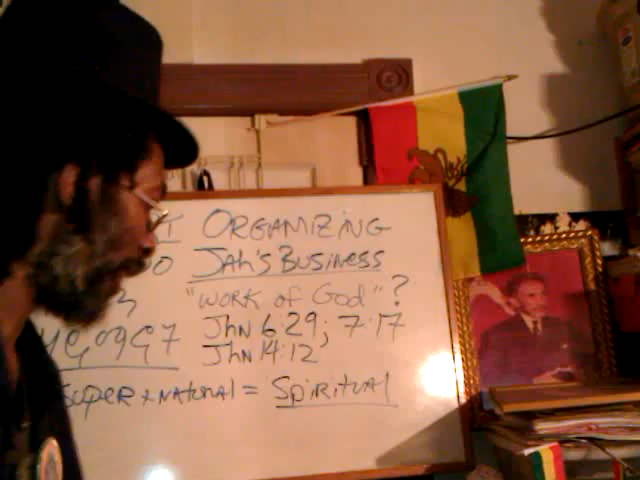 ORGANIZING
JAH'S BUSINESS
"WORK of GOD"?
Jhn 6:29; 7:17
Jhn 14:12
SUPER + NATURAL = SPIRITUAL